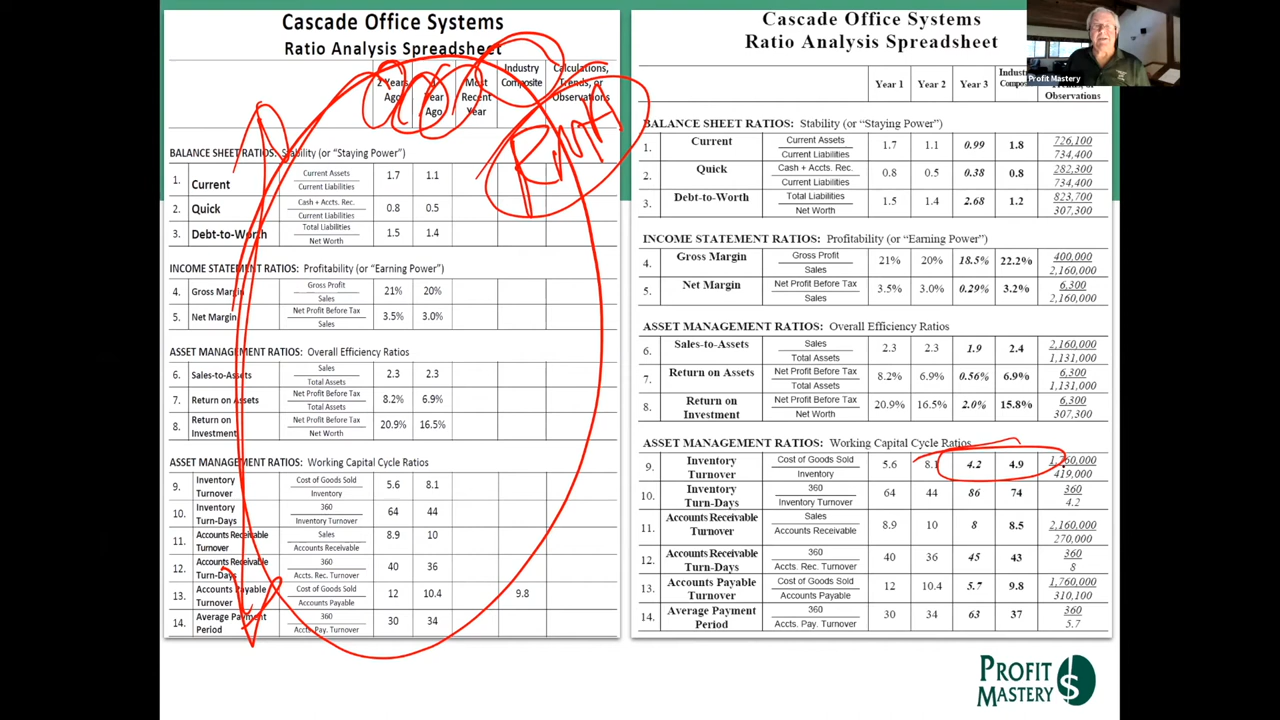 Cascade Office Systems
Ratio Analysis Spreadsheet
2 Years Ago | Year Ago | Most Recent Year | Industry Composite | Calculations, Trends, or Observations
BALANCE SHEET RATIOS: Stability (or “Staying Power”)
1. Current | Current Assets / Current Liabilities | 1.7 | 1.1
2. Quick | Cash + Accts. Rec. / Current Liabilities | 0.8 | 0.5
3. Debt-to-Worth | Total Liabilities / Net Worth | 1.5 | 1.4
INCOME STATEMENT RATIOS: Profitability (or “Earning Power”)
4. Gross Margin | Gross Profit / Sales | 21% | 20%
5. Net Margin | Net Profit Before Tax / Sales | 3.5% | 3.0%
ASSET MANAGEMENT RATIOS: Overall Efficiency Ratios
6. Sales-to-Assets | Sales / Total Assets | 2.3 | 2.3
7. Return on Assets | Net Profit Before Tax / Total Assets | 8.2% | 6.9%
8. Return on Investment | Net Profit Before Tax / Net Worth | 20.9% | 16.5%
ASSET MANAGEMENT RATIOS: Working Capital Cycle Ratios
9. Inventory Turnover | Cost of Goods Sold / Inventory | 5.6 | 8.1
10. Inventory Turn-Days | 360 / Inventory Turnover | 64 | 44
11. Accounts Receivable Turnover | Sales / Accounts Receivable | 8.9 | 10
12. Accounts Receivable Turn-Days | 360 / Accts. Rec. Turnover | 40 | 36
13. Accounts Payable Turnover | Cost of Goods Sold / Accounts Payable | 12 | 10.4 | 9.8
14. Average Payment Period | 360 / Accts. Pay. Turnover | 30 | 34
Cascade Office Systems
Ratio Analysis Spreadsheet
Year 1 | Year 2 | Year 3 | Observations
BALANCE SHEET RATIOS: Stability (or “Staying Power”)
1. Current | Current Assets / Current Liabilities | 1.7 | 1.1 | 0.99 | 1.8 | 726,100 / 734,400
2. Quick | Cash + Accts. Rec. / Current Liabilities | 0.8 | 0.5 | 0.38 | 0.8 | 282,300 / 734,400
3. Debt-to-Worth | Total Liabilities / Net Worth | 1.5 | 1.4 | 2.68 | 1.2 | 823,700 / 307,300
INCOME STATEMENT RATIOS: Profitability (or “Earning Power”)
4. Gross Margin | Gross Profit / Sales | 21% | 20% | 18.5% | 22.2% | 400,000 / 2,160,000
5. Net Margin | Net Profit Before Tax / Sales | 3.5% | 3.0% | 0.29% | 3.2% | 6,300 / 2,160,000
ASSET MANAGEMENT RATIOS: Overall Efficiency Ratios
6. Sales-to-Assets | Sales / Total Assets | 2.3 | 2.3 | 1.9 | 2.4 | 2,160,000 / 1,131,000
7. Return on Assets | Net Profit Before Tax / Total Assets | 8.2% | 6.9% | 0.56% | 6.9% | 6,300 / 1,131,000
8. Return on Investment | Net Profit Before Tax / Net Worth | 20.9% | 16.5% | 2.0% | 15.8% | 6,300 / 307,300
ASSET MANAGEMENT RATIOS: Working Capital Cycle Ratios
9. Inventory Turnover | Cost of Goods Sold / Inventory | 5.6 | 8.1 | 4.2 | 4.9 | 1,760,000 / 419,000
10. Inventory Turn-Days | 360 / Inventory Turnover | 64 | 44 | 86 | 74 | 360 / 4.2
11. Accounts Receivable Turnover | Sales / Accounts Receivable | 8.9 | 10 | 8 | 8.5 | 2,160,000 / 270,000
12. Accounts Receivable Turn-Days | 360 / Accts. Rec. Turnover | 40 | 36 | 45 | 43 | 360 / 8
13. Accounts Payable Turnover | Cost of Goods Sold / Accounts Payable | 12 | 10.4 | 5.7 | 9.8 | 1,760,000 / 310,100
14. Average Payment Period | 360 / Accts. Pay. Turnover | 30 | 34 | 63 | 37 | 360 / 5.7
Profit Mastery
PROFIT
MASTERY